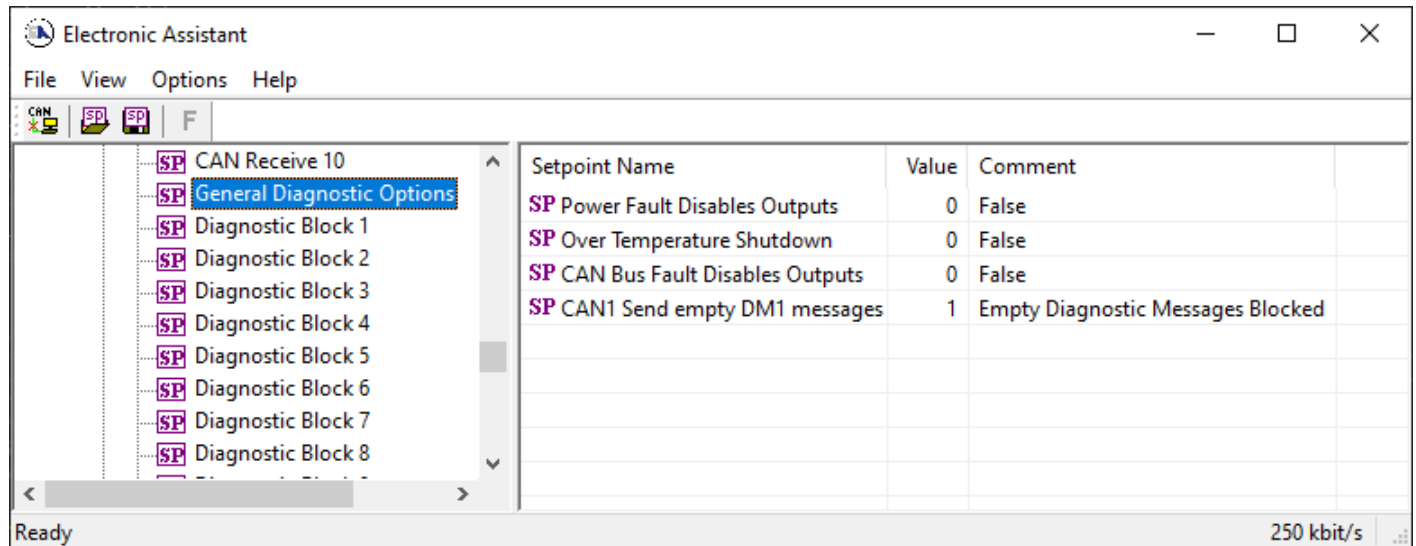 Electronic Assistant
File View Options Help
CAN SP SP F
SP CAN Receive 10
SP General Diagnostic Options
SP Diagnostic Block 1
SP Diagnostic Block 2
SP Diagnostic Block 3
SP Diagnostic Block 4
SP Diagnostic Block 5
SP Diagnostic Block 6
SP Diagnostic Block 7
SP Diagnostic Block 8
Setpoint Name Value Comment
SP Power Fault Disables Outputs 0 False
SP Over Temperature Shutdown 0 False
SP CAN Bus Fault Disables Outputs 0 False
SP CAN1 Send empty DM1 messages 1 Empty Diagnostic Messages Blocked
Ready 250 kbit/s